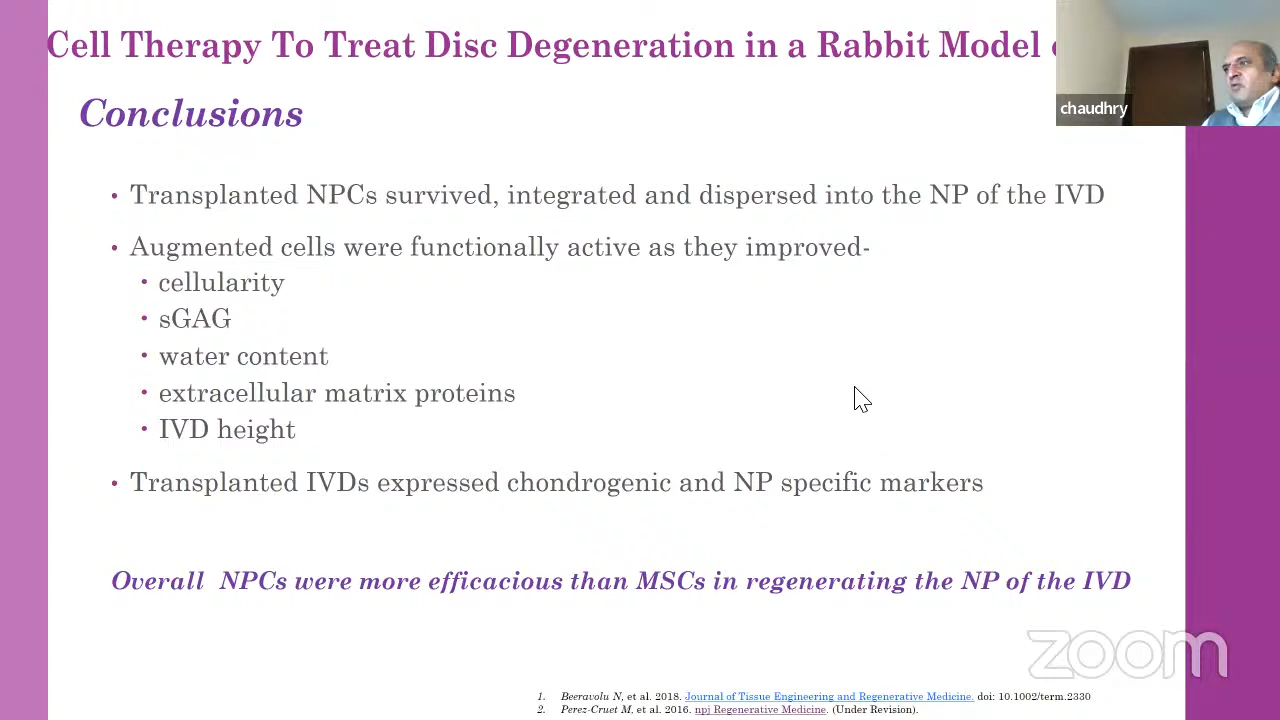 Cell Therapy To Treat Disc Degeneration in a Rabbit Model
chaudhry
Conclusions
• Transplanted NPCs survived, integrated and dispersed into the NP of the IVD
• Augmented cells were functionally active as they improved-
• cellularity
• sGAG
• water content
• extracellular matrix proteins
• IVD height
• Transplanted IVDs expressed chondrogenic and NP specific markers
Overall NPCs were more efficacious than MSCs in regenerating the NP of the IVD
zoom
1. Beeravolu N, et al. 2018. Journal of Tissue Engineering and Regenerative Medicine. doi: 10.1002/term.2330
2. Perez-Cruet M, et al. 2016. npj Regenerative Medicine. (Under Revision).